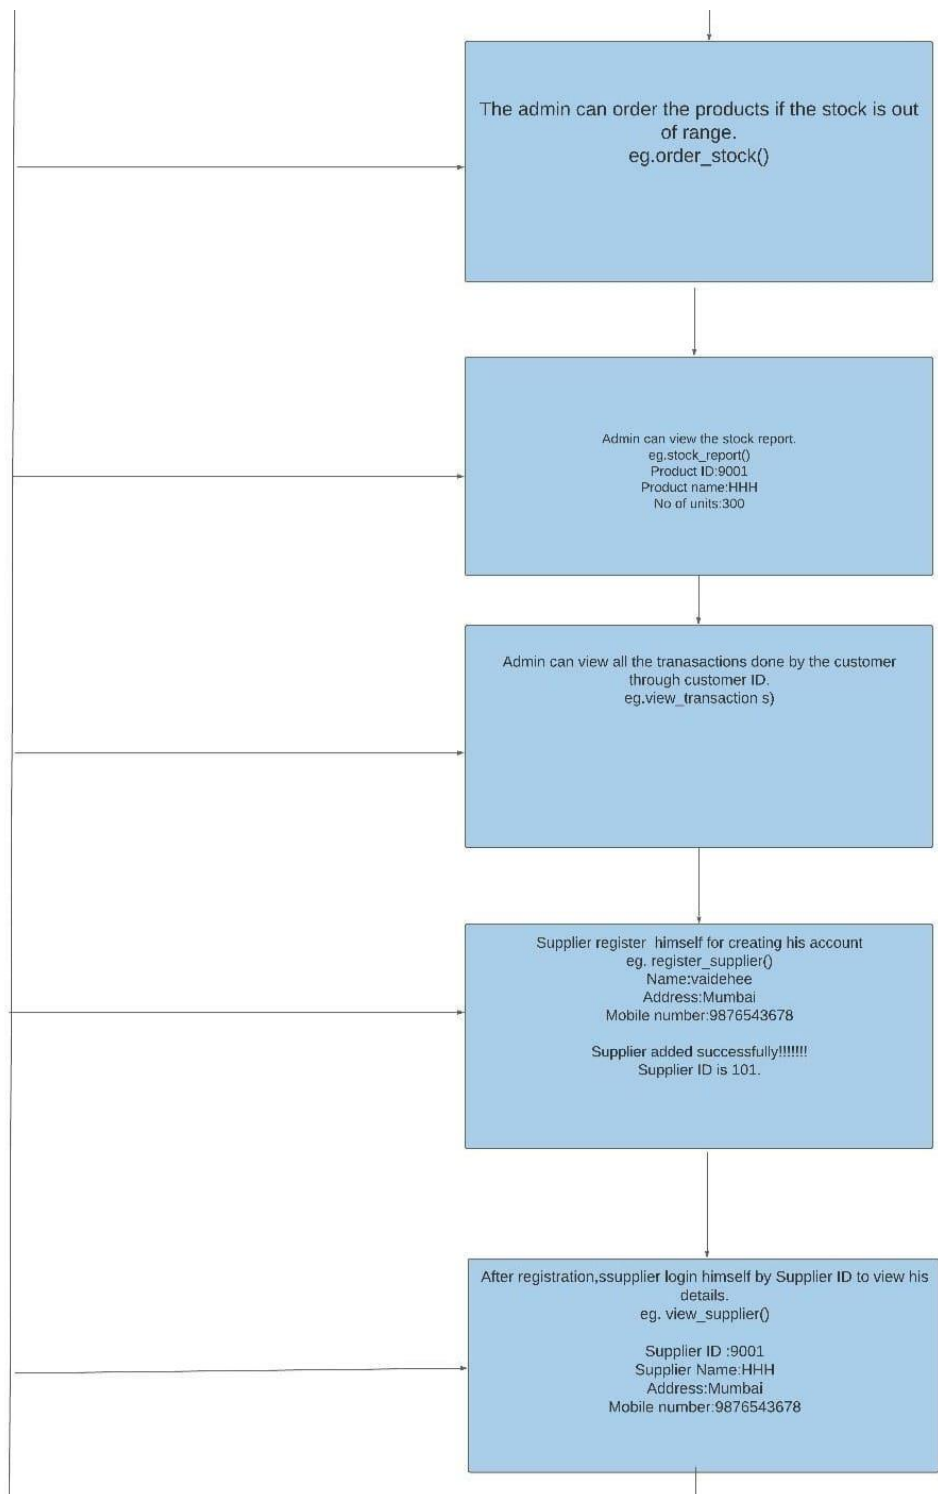 The admin can order the products if the stock is out
of range.
eg.order_stock()
Admin can view the stock report.
eg.stock_report()
Product ID:9001
Product name:HHH
No of units:300
Admin can view all the tranasactions done by the customer
through customer ID.
eg.view_transaction s)
Supplier register  himself for creating his account
eg. register_supplier()
Name:vaidehee
Address:Mumbai
Mobile number:9876543678
Supplier added successfully!!!!!!!
Supplier ID is 101.
After registration,ssupplier login himself by Supplier ID to view his
details.
eg. view_supplier()
Supplier ID :9001
Supplier Name:HHH
Address:Mumbai
Mobile number:9876543678